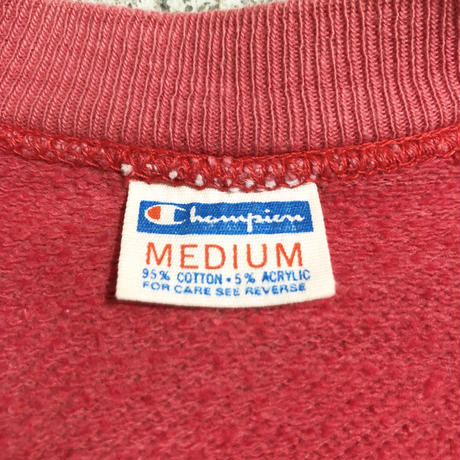 Champion
MEDIUM
95% COTTON • 5% ACRYLIC
FOR CARE SEE REVERSE